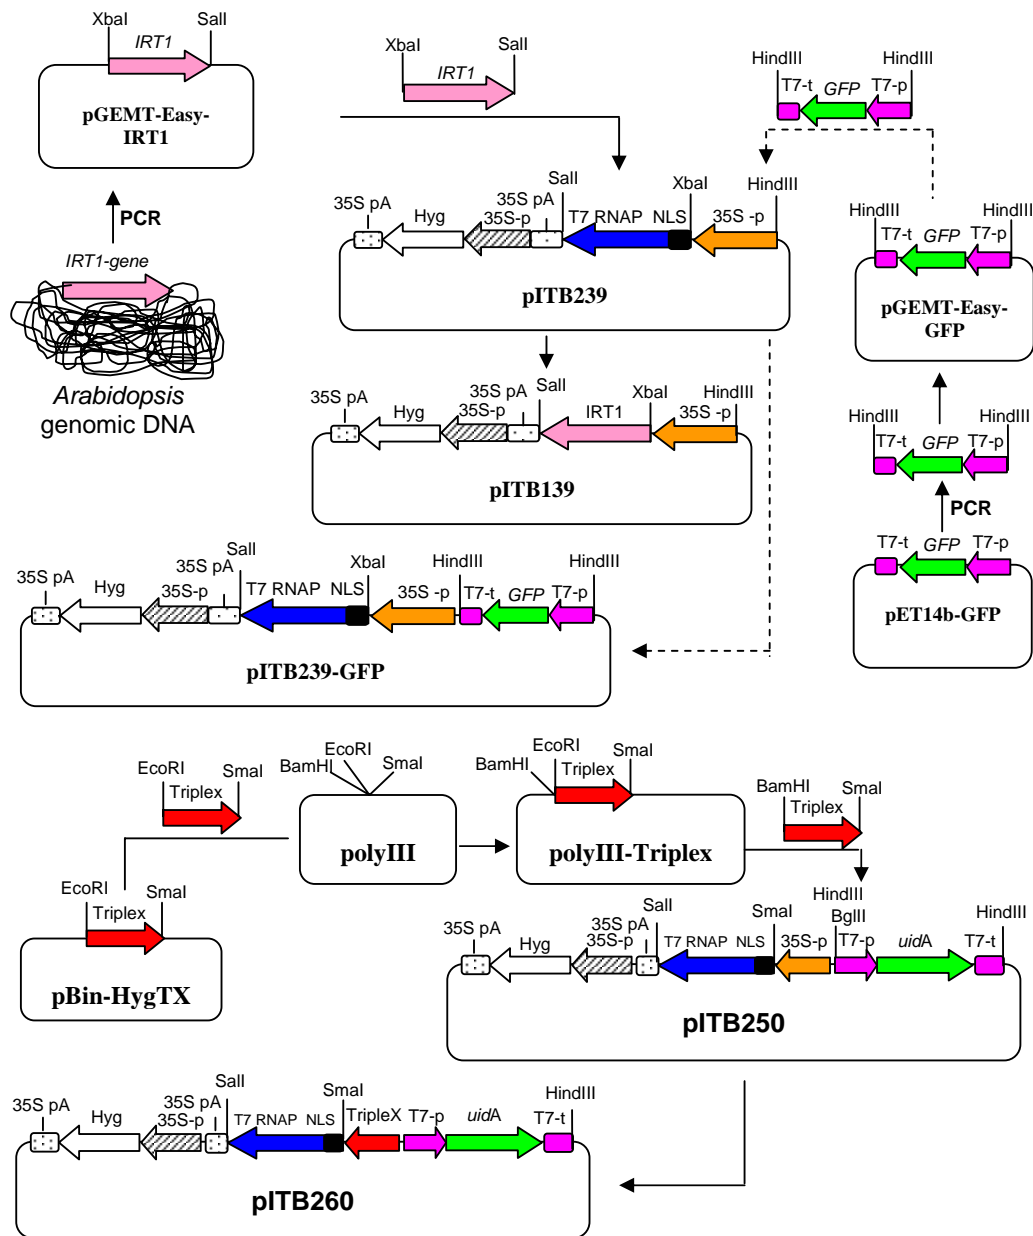 XbaI
SalI
IRT1
pGEMT-Easy-
IRT1
PCR
IRT1-gene
Arabidopsis
genomic DNA
XbaI
SalI
IRT1
HindIII
HindIII
T7-t
GFP
T7-p
35S pA
Hyg
35S pA
35S-p
SalI
T7 RNAP
NLS
XbaI
35S -p
HindIII
pITB239
HindIII
HindIII
T7-t
GFP
T7-p
pGEMT-Easy-
GFP
35S pA
Hyg
35S pA
35S-p
SalI
IRT1
XbaI
35S -p
HindIII
pITB139
HindIII
HindIII
T7-t
GFP
T7-p
PCR
T7-t
GFP
T7-p
pET14b-GFP
35S pA
Hyg
35S pA
35S-p
SalI
T7 RNAP
NLS
XbaI
35S -p
HindIII
T7-t
GFP
T7-p
HindIII
pITB239-GFP
EcoRI
SmaI
Triplex
BamHI
EcoRI
SmaI
polyIII
BamHI
EcoRI
Triplex
SmaI
polyIII-Triplex
BamHI
Triplex
SmaI
EcoRI
Triplex
SmaI
pBin-HygTX
35S pA
Hyg
35S pA
35S-p
SalI
T7 RNAP
NLS
SmaI
35S-p
HindIII
BglII
T7-p
uidA
T7-t
HindIII
pITB250
35S pA
Hyg
35S pA
35S-p
SalI
T7 RNAP
NLS
SmaI
TripleX
T7-p
uidA
T7-t
HindIII
pITB260